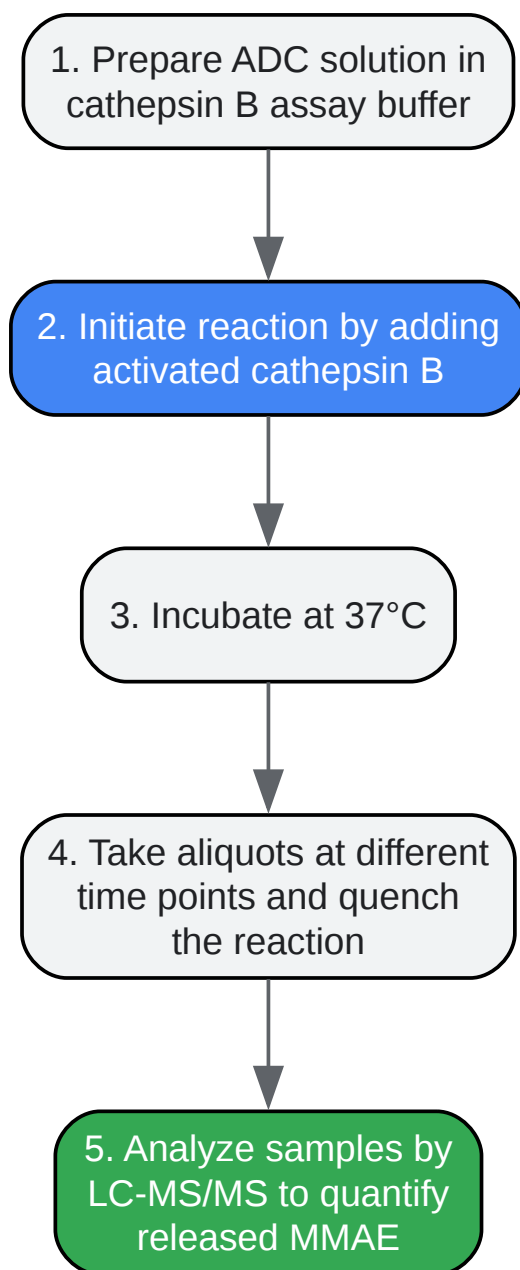 1. Prepare ADC solution in
cathepsin B assay buffer
2. Initiate reaction by adding
activated cathepsin B
3. Incubate at 37°C
4. Take aliquots at different
time points and quench
the reaction
5. Analyze samples by
LC-MS/MS to quantify
released MMAE